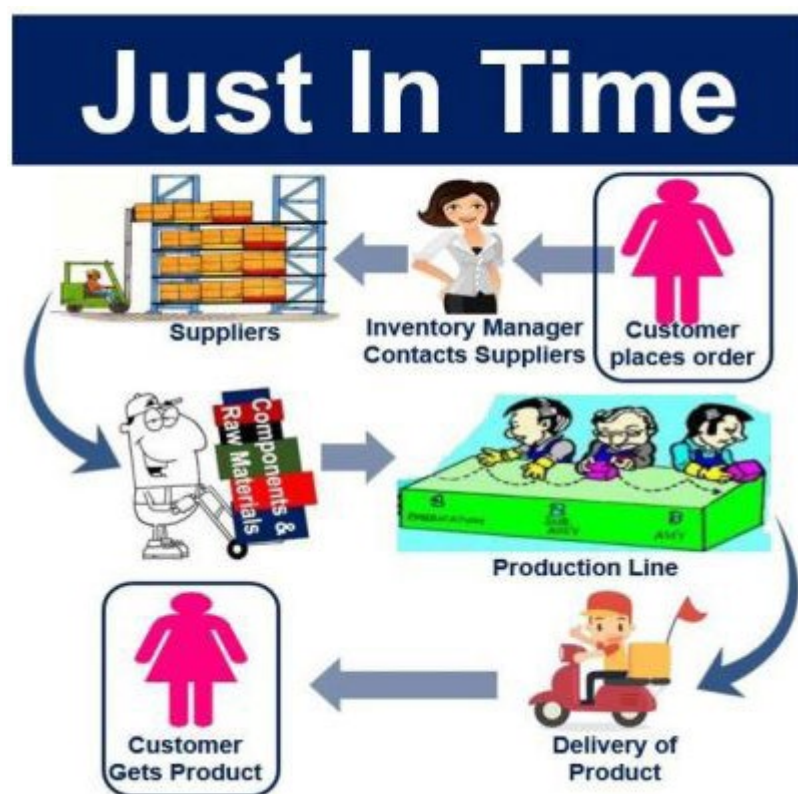 Just In Time
Suppliers
Inventory Manager
Contacts Suppliers
Customer
places order
Components &
Raw Materials
Production Line
Customer
Gets Product
Delivery of
Product